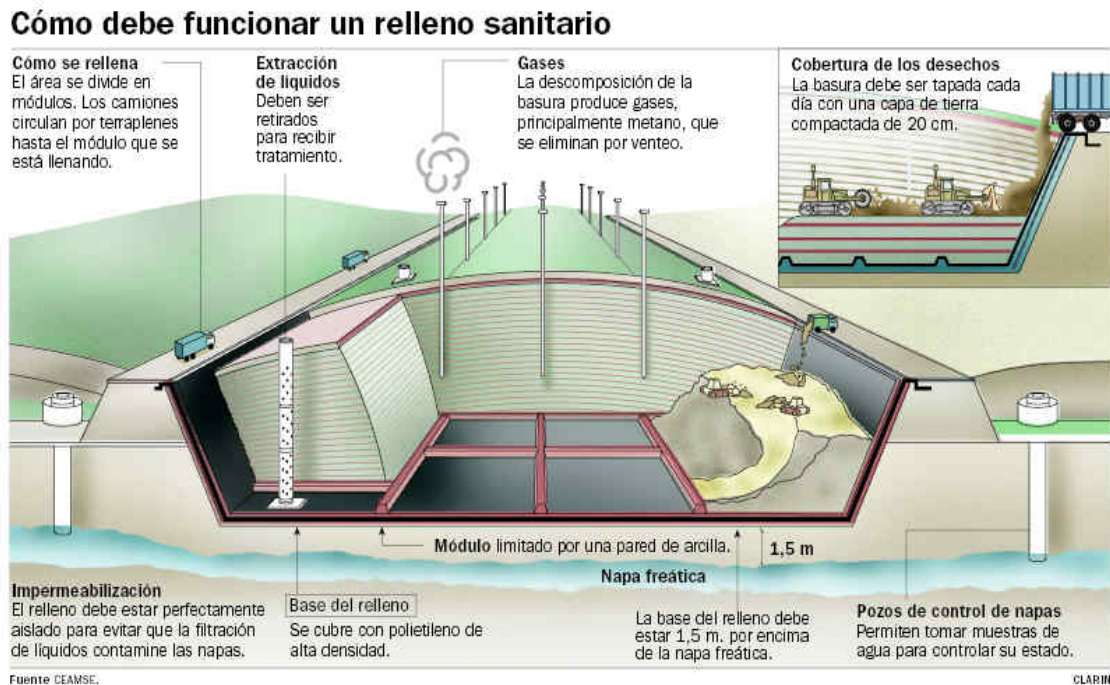 Cómo debe funcionar un relleno sanitario
Cómo se rellena
El área se divide en
módulos. Los camiones
circulan por terraplenes
hasta el módulo que se
está llenando.
Extracción
de líquidos
Deben ser
retirados
para recibir
tratamiento.
Gases
La descomposición de la
basura produce gases,
principalmente metano, que
se eliminan por venteo.
Cobertura de los desechos
La basura debe ser tapada cada
día con una capa de tierra
compactada de 20 cm.
Módulo limitado por una pared de arcilla.
1,5 m
Napa freática
Impermeabilización
El relleno debe estar perfectamente
aislado para evitar que la filtración
de líquidos contamine las napas.
Base del relleno
Se cubre con polietileno de
alta densidad.
La base del relleno debe
estar 1,5 m. por encima
de la napa freática.
Pozos de control de napas
Permiten tomar muestras de
agua para controlar su estado.
Fuente CEAMSE.
CLARIN